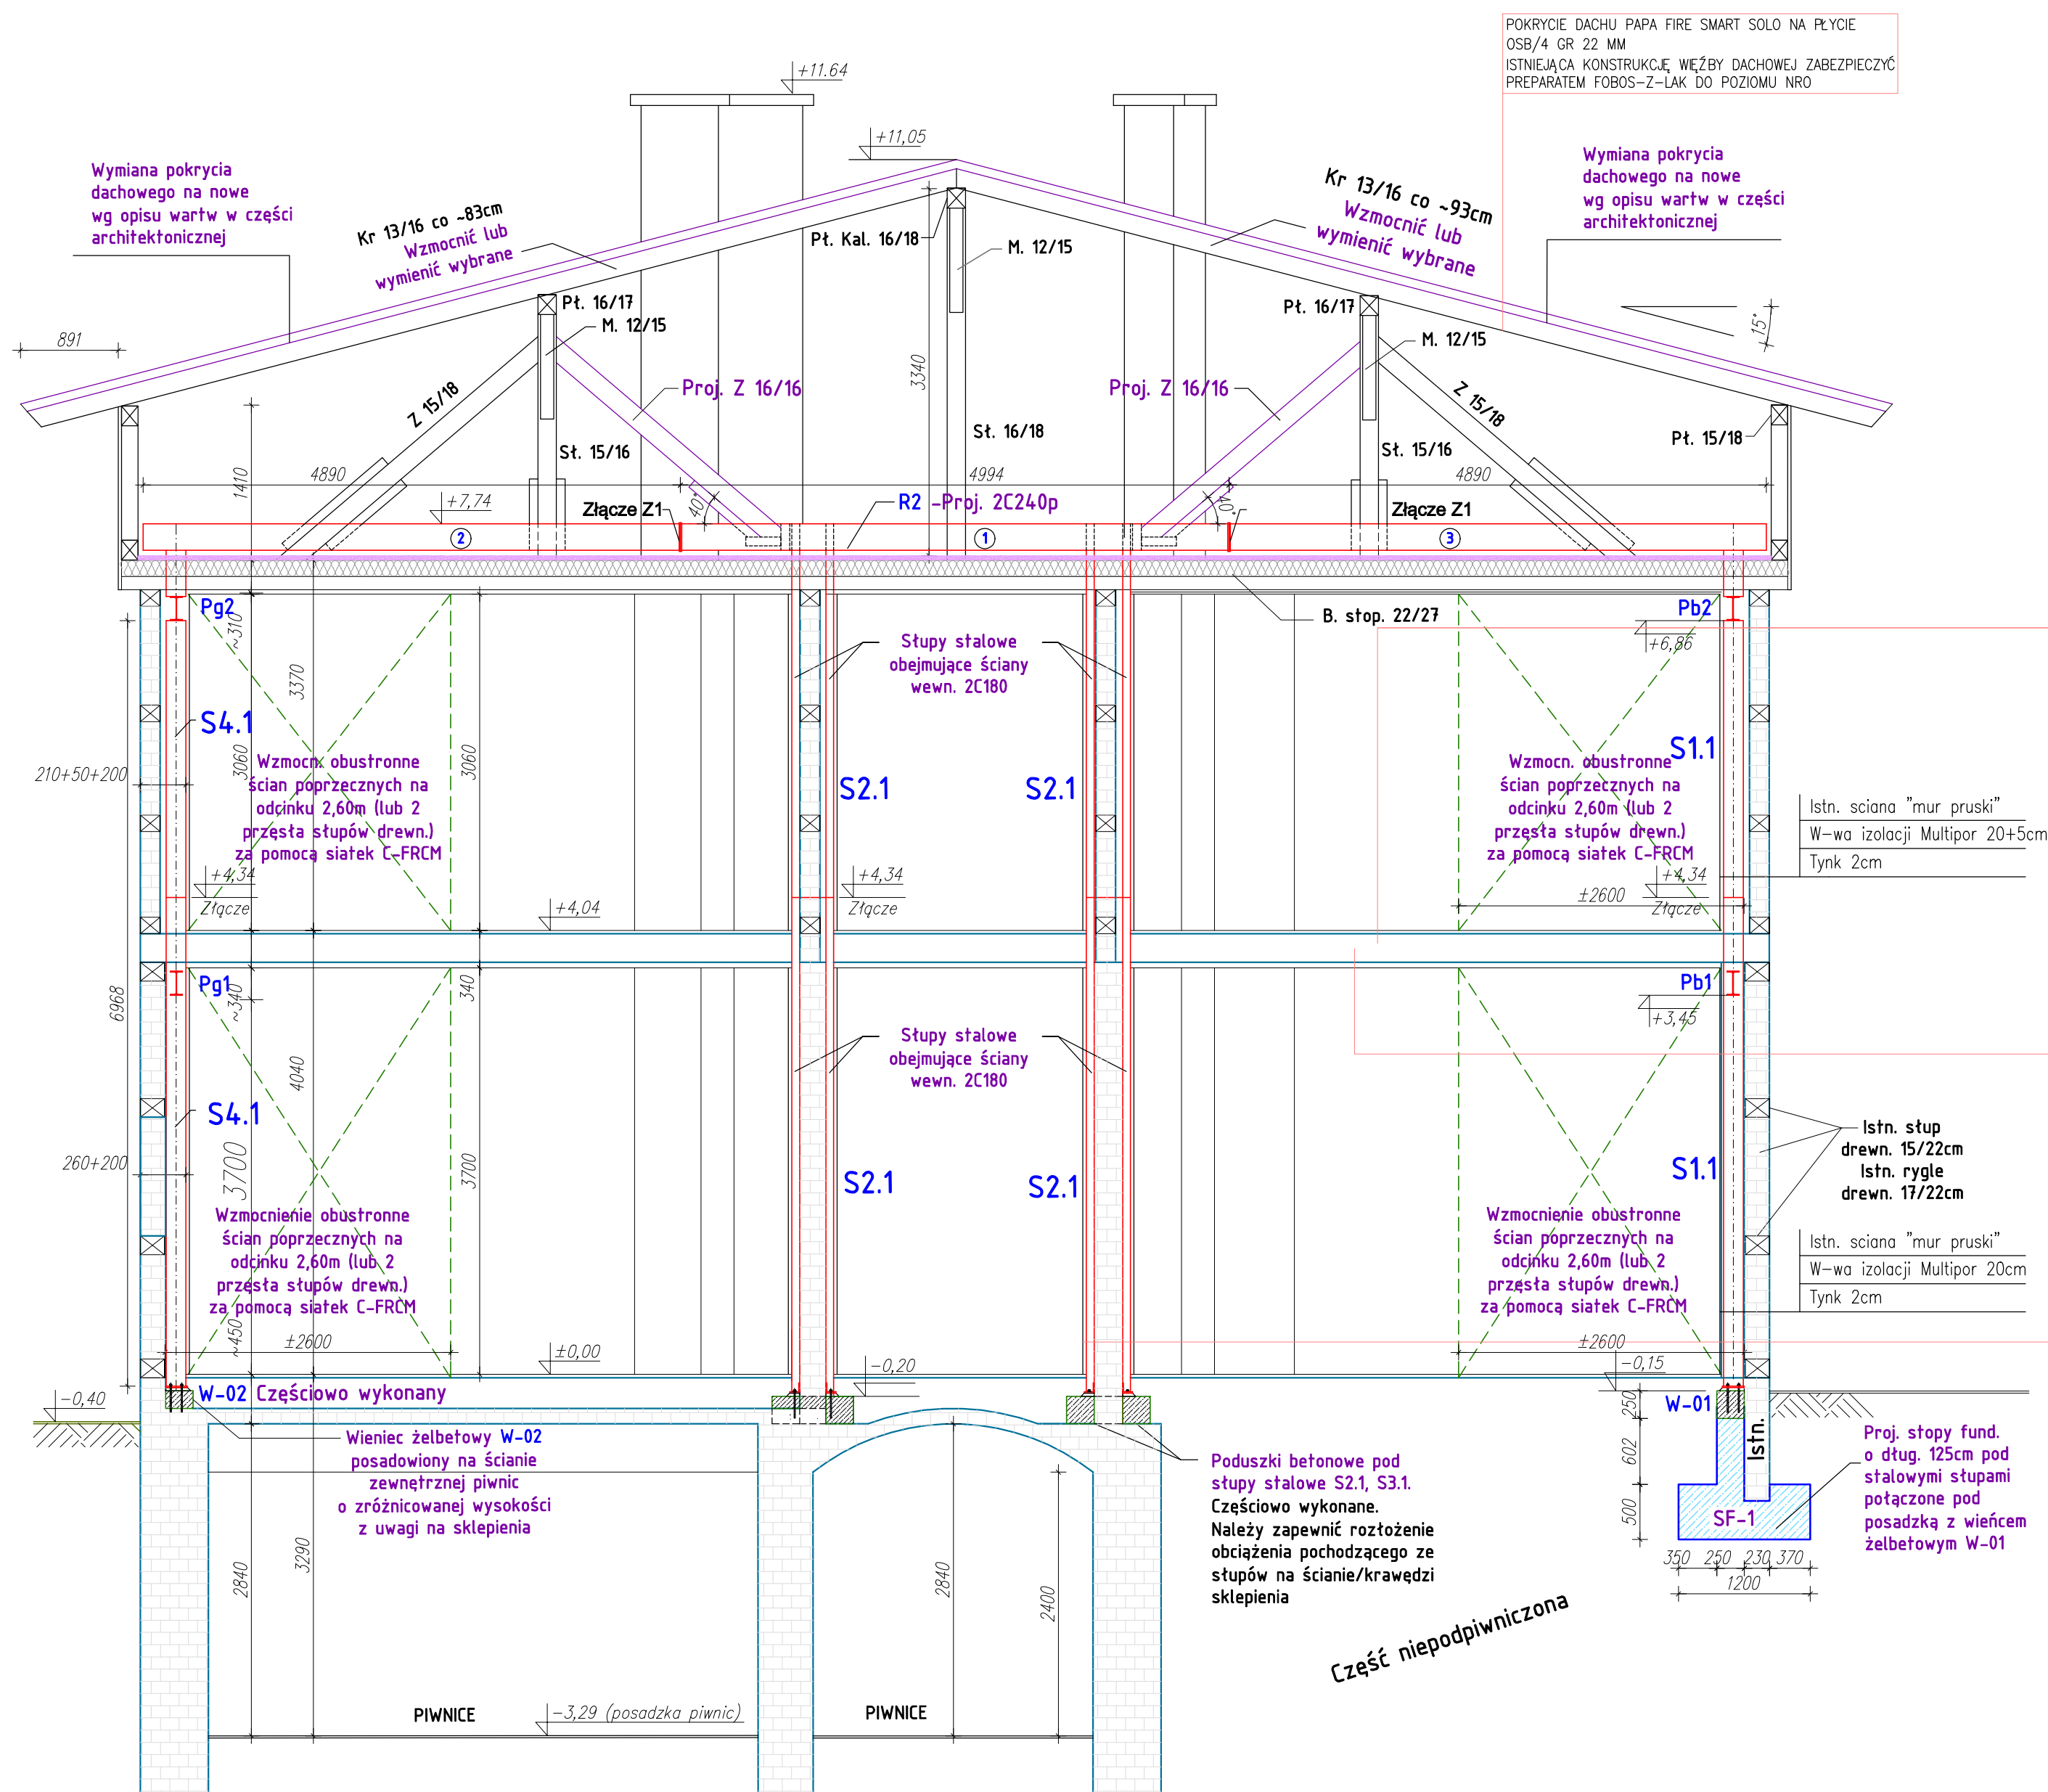 POKRYCIE DACHU PAPA FIRE SMART SOLO NA PŁYCIE
OSB/4 GR 22 MM
ISTNIEJĄCA KONSTRUKCJĘ WIĘŹBY DACHOWEJ ZABEZPIECZYĆ
PREPARATEM FOBOS-Z-LAK DO POZIOMU NRO
+11.64
+11,05
Wymiana pokrycia
dachowego na nowe
wg opisu wartw w części
architektonicznej
Kr 13/16 co ~83cm
Wzmocnić lub
wymienić wybrane
Pł. Kal. 16/18
M. 12/15
Kr 13/16 co ~93cm
Wzmocnić lub
wymienić wybrane
Wymiana pokrycia
dachowego na nowe
wg opisu wartw w części
architektonicznej
891
Pł. 16/17
M. 12/15
Pł. 16/17
M. 12/15
15°
Z 15/18
Proj. Z 16/16
3340
Proj. Z 16/16
Z 15/18
Sł. 15/16
Sł. 16/18
Sł. 15/16
Pł. 15/18
1410
4890
4994
4890
+7,74
Złącze Z1
40°
R2 -Proj. 2C240p
40°
Złącze Z1
2
1
3
Pg2
~310
B. stop. 22/27
Pb2
+6,86
3370
Słupy stalowe
obejmujące ściany
wewn. 2C180
S4.1
S1.1
210+50+200
3060
3060
Wzmocn. obustronne
ścian poprzecznych na
odcinku 2,60m (lub 2
przęsła słupów drewn.)
za pomocą siatek C-FRCM
S2.1
S2.1
Wzmocn. obustronne
ścian poprzecznych na
odcinku 2,60m (lub 2
przęsła słupów drewn.)
za pomocą siatek C-FRCM
Istn. sciana "mur pruski"
W-wa izolacji Multipor 20+5cm
Tynk 2cm
+4,34
Złącze
+4,04
+4,34
Złącze
±2600
+4,34
Złącze
Pg1
~340
340
6968
Pb1
+3,45
Słupy stalowe
obejmujące ściany
wewn. 2C180
4040
S4.1
3700
3700
260+200
S2.1
S2.1
S1.1
Istn. słup
drewn. 15/22cm
Istn. rygle
drewn. 17/22cm
Wzmocnienie obustronne
ścian poprzecznych na
odcinku 2,60m (lub 2
przęsła słupów drewn.)
za pomocą siatek C-FRCM
Wzmocnienie obustronne
ścian poprzecznych na
odcinku 2,60m (lub 2
przęsła słupów drewn.)
za pomocą siatek C-FRCM
Istn. sciana "mur pruski"
W-wa izolacji Multipor 20cm
Tynk 2cm
~450
±2600
±0,00
±2600
-0,20
-0,15
-0,40
W-02 Częściowo wykonany
W-01
250
Wieniec żelbetowy W-02
posadowiony na ścianie
zewnętrznej piwnic
o zróżnicowanej wysokości
z uwagi na sklepienia
Poduszki betonowe pod
słupy stalowe S2.1, S3.1.
Częściowo wykonane.
Należy zapewnić rozłożenie
obciążenia pochodzącego ze
słupów na ścianie/krawędzi
sklepienia
602
Istn.
500
SF-1
Proj. stopy fund.
o dług. 125cm pod
stalowymi słupami
połączone pod
posadzką z wieńcem
żelbetowym W-01
350
250
230
370
1200
2840
3290
2840
2400
Część niepodpiwniczona
PIWNICE
-3,29 (posadzka piwnic)
PIWNICE